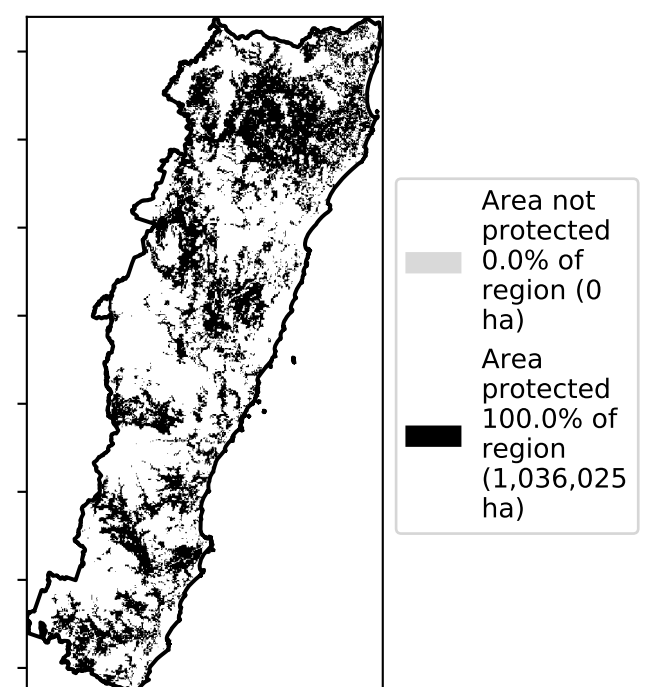 Area not
protected
0.0% of
region (0
ha)
Area
protected
100.0% of
region
(1,036,025
ha)